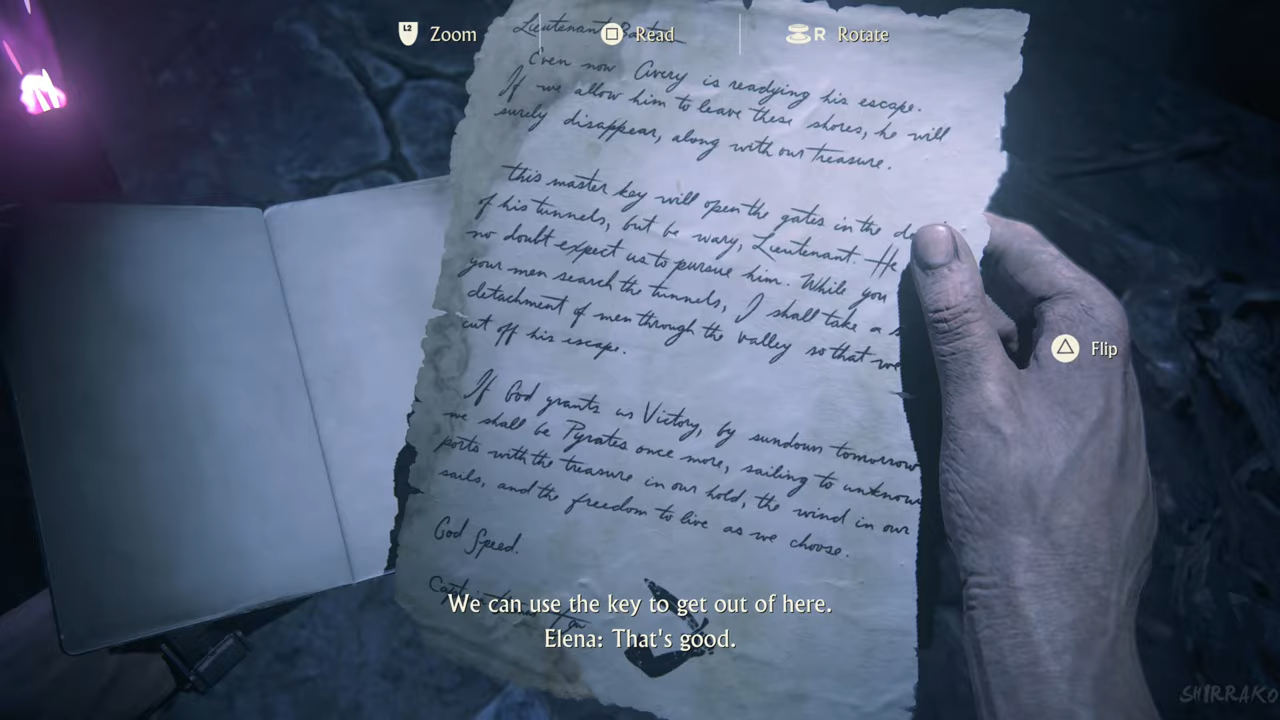 L2 Zoom
Read
R Rotate
Lieutenant
Even now Avery is readying his escape.
If we allow him to leave these shores, he will
surely disappear, along with our treasure.
this master key will open the gates in the
of his tunnels, but be wary, Lieutenant. He
no doubt expect us to pursue him. While you
your men search the tunnels, I shall take a
detachment of men through the valley so that we
cut off his escape.
If God grants us Victory, by sundown tomorrow
we shall be Pyrates once more, sailing to unknown
ports with the treasure in our hold, the wind in our
sails, and the freedom to live as we choose.
God Speed.
Flip
We can use the key to get out of here.
Elena: That's good.
SHIRRAKO